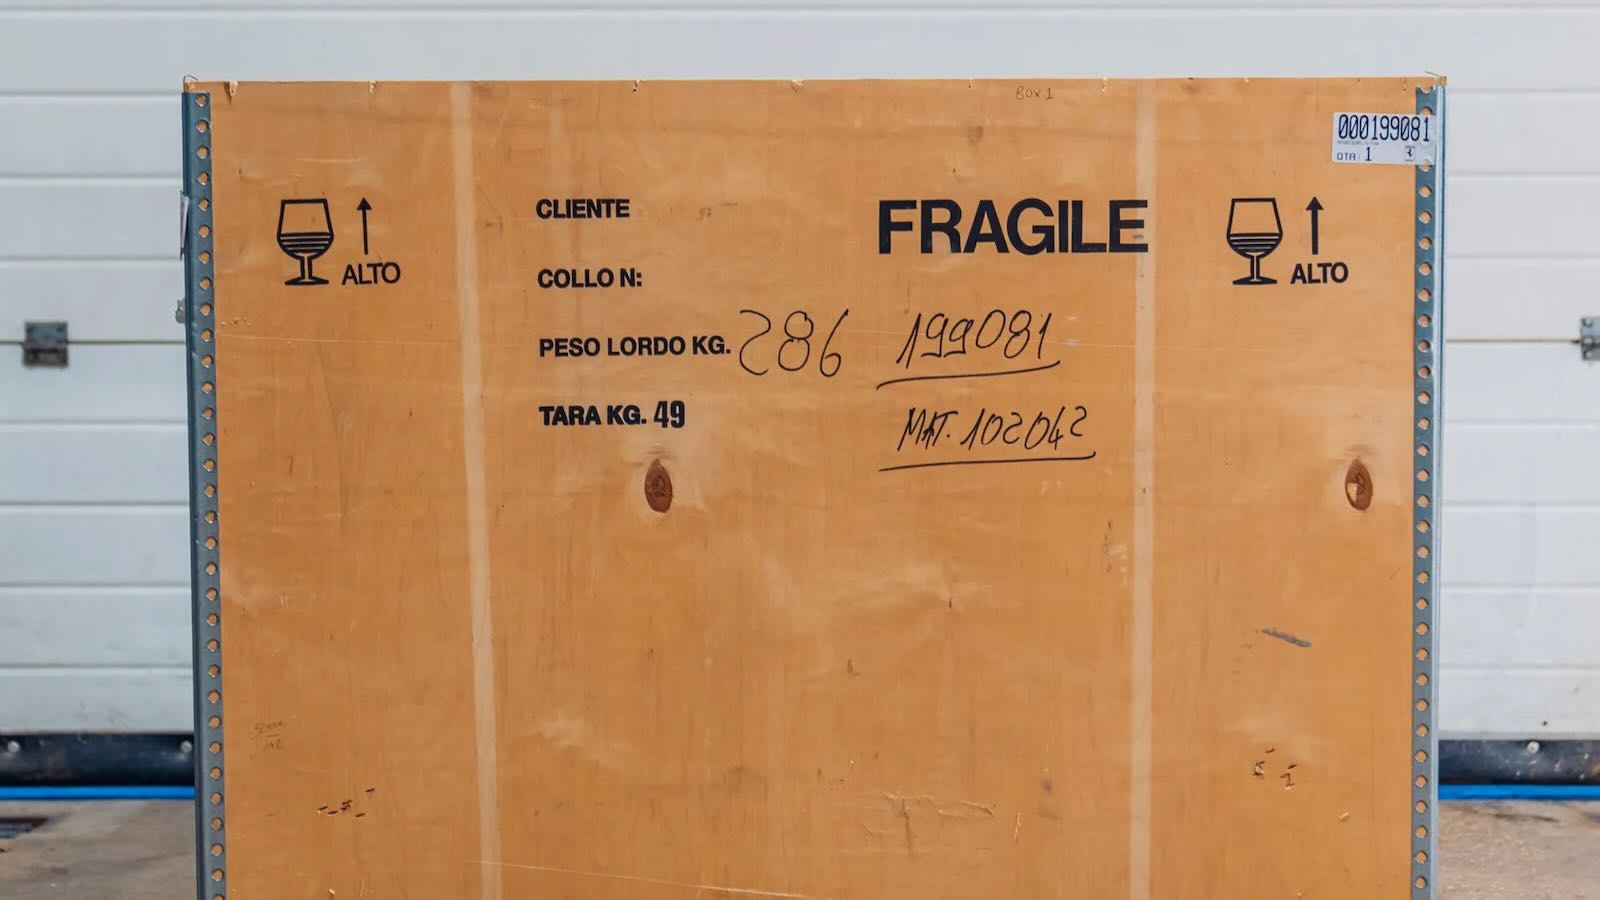 BOX 1
000199081
QTA: 1
ALTO
CLIENTE
FRAGILE
ALTO
COLLO N:
PESO LORDO KG. 286
199081
TARA KG. 49
MAT. 102042